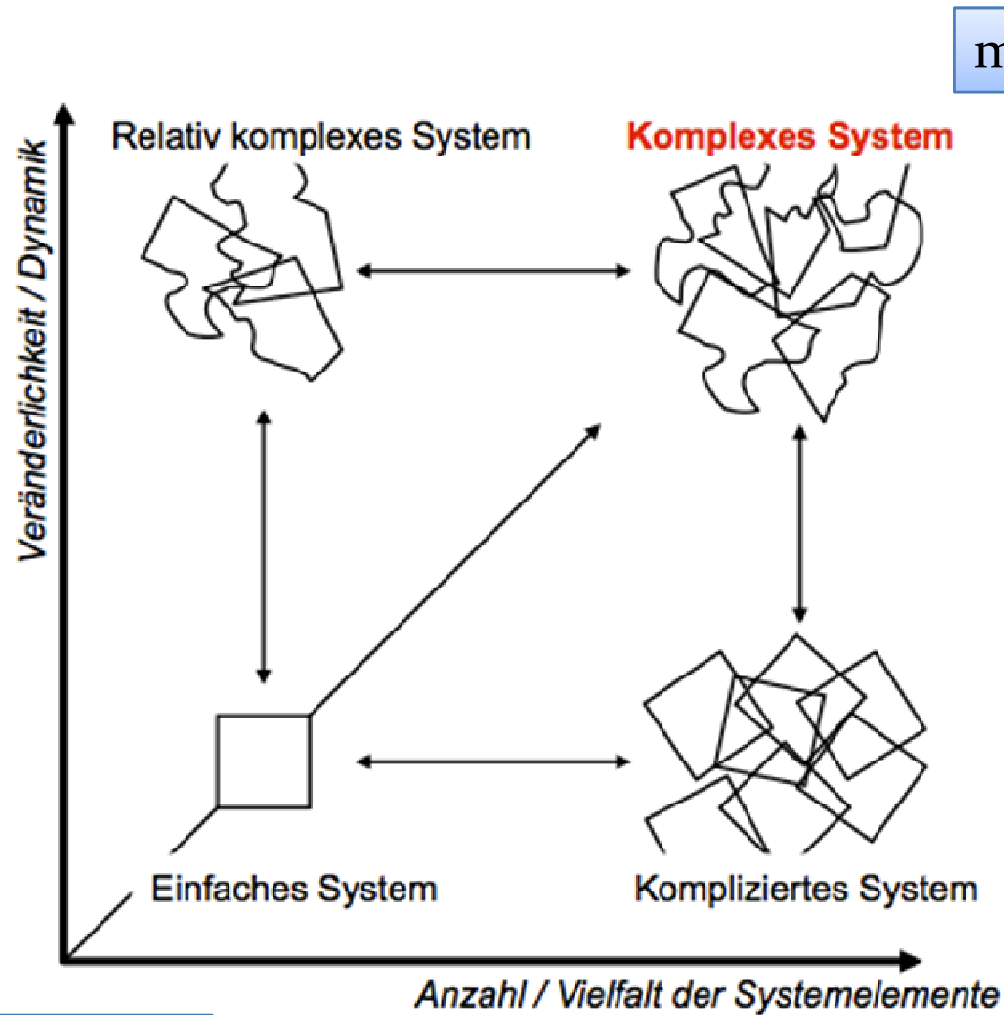 Relativ komplexes System
Komplexes System
Veränderlichkeit / Dynamik
Einfaches System
Kompliziertes System
Anzahl / Vielfalt der Systemelemente